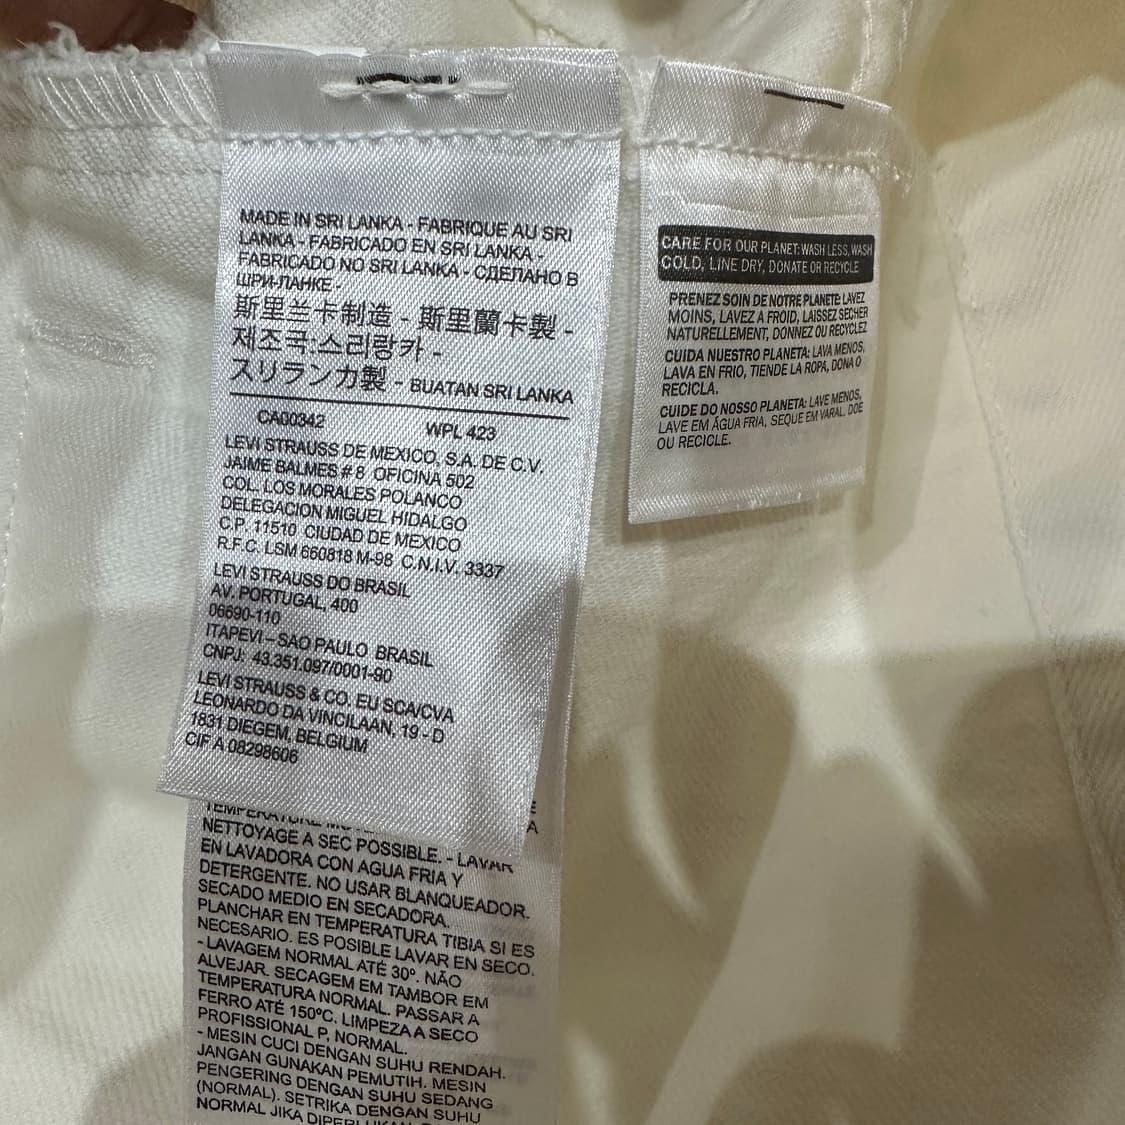 MADE IN SRI LANKA - FABRIQUE AU SRI
LANKA - FABRICADO EN SRI LANKA -
FABRICADO NO SRI LANKA - СДЕЛАНО В
ШРИ-ЛАНКЕ -
斯里兰卡制造 - 斯里蘭卡製 -
제조국:스리랑카 -
スリランカ製 - BUATAN SRI LANKA
CA00342 WPL 423
LEVI STRAUSS DE MEXICO, S.A. DE C.V.
JAIME BALMES # 8 OFICINA 502
COL. LOS MORALES POLANCO
DELEGACION MIGUEL HIDALGO
C.P. 11510 CIUDAD DE MEXICO
R.F.C. LSM 660818 M-98 C.N.I.V. 3337
LEVI STRAUSS DO BRASIL
AV. PORTUGAL, 400
06690-110
ITAPEVI – SAO PAULO BRASIL
CNPJ: 43.351.097/0001-90
LEVI STRAUSS & CO. EU SCA/CVA
LEONARDO DA VINCILAAN, 19 - D
1831 DIEGEM, BELGIUM
CIF A 08298606
TEMPERATURE
NETTOYAGE A SEC POSSIBLE. - LAVAR
EN LAVADORA CON AGUA FRIA Y
DETERGENTE. NO USAR BLANQUEADOR.
SECADO MEDIO EN SECADORA.
PLANCHAR EN TEMPERATURA TIBIA SI ES
NECESARIO. ES POSIBLE LAVAR EN SECO.
- LAVAGEM NORMAL ATÉ 30º. NÃO
ALVEJAR. SECAGEM EM TAMBOR EM
TEMPERATURA NORMAL. PASSAR A
FERRO ATÉ 150ºC. LIMPEZA A SECO
PROFISSIONAL P, NORMAL.
- MESIN CUCI DENGAN SUHU RENDAH.
JANGAN GUNAKAN PEMUTIH. MESIN
PENGERING DENGAN SUHU SEDANG
(NORMAL). SETRIKA DENGAN SUHU
NORMAL JIKA DIPERLUKAN.
CARE FOR OUR PLANET: WASH LESS, WASH
COLD, LINE DRY, DONATE OR RECYCLE
PRENEZ SOIN DE NOTRE PLANETE: LAVEZ
MOINS, LAVEZ A FROID, LAISSEZ SECHER
NATURELLEMENT, DONNEZ OU RECYCLEZ
CUIDA NUESTRO PLANETA: LAVA MENOS,
LAVA EN FRIO, TIENDE LA ROPA, DONA O
RECICLA.
CUIDE DO NOSSO PLANETA: LAVE MENOS,
LAVE EM ÁGUA FRIA, SEQUE EM VARAL, DOE
OU RECICLE.